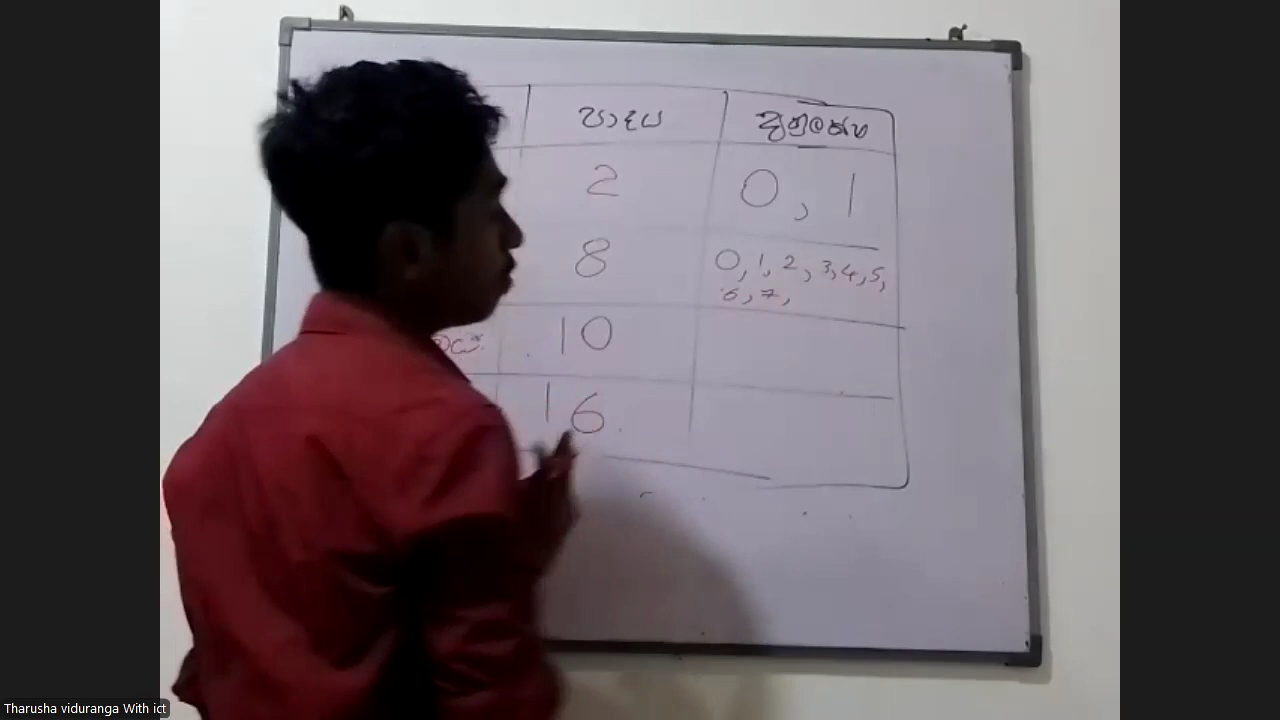 පාදය
2
0, 1
8
0, 1, 2, 3, 4, 5,
6, 7,
10
16
Tharusha viduranga With ict